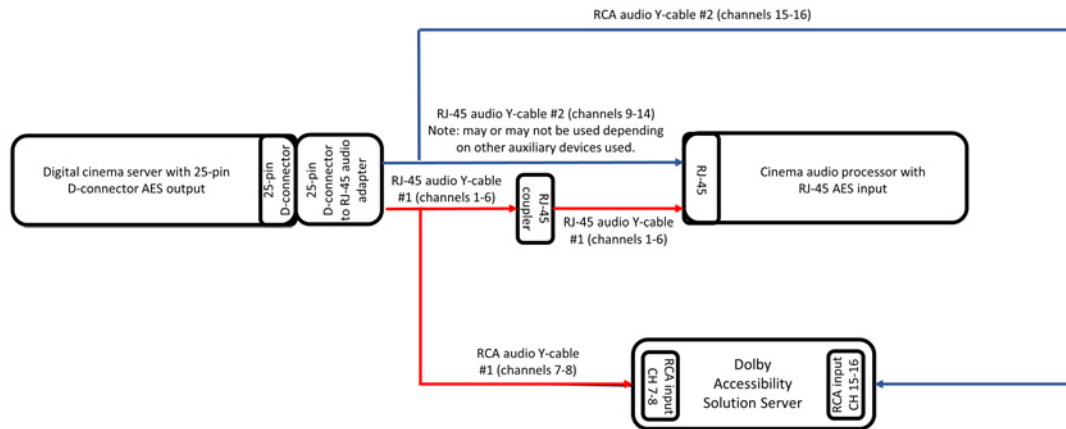 RCA audio Y-cable #2 (channels 15-16)
RJ-45 audio Y-cable #2 (channels 9-14)
Note: may or may not be used depending
on other auxiliary devices used.
Digital cinema server with 25-pin
D-connector AES output
25-pin
D-connector
25-pin
D-connector
to RJ-45 audio
adapter
RJ-45 audio Y-cable
#1 (channels 1-6)
RJ-45
coupler
RJ-45 audio Y-cable
#1 (channels 1-6)
RJ-45
Cinema audio processor with
RJ-45 AES input
RCA audio Y-cable
#1 (channels 7-8)
RCA input
CH 7-8
Dolby
Accessibility
Solution Server
RCA input
CH 15-16